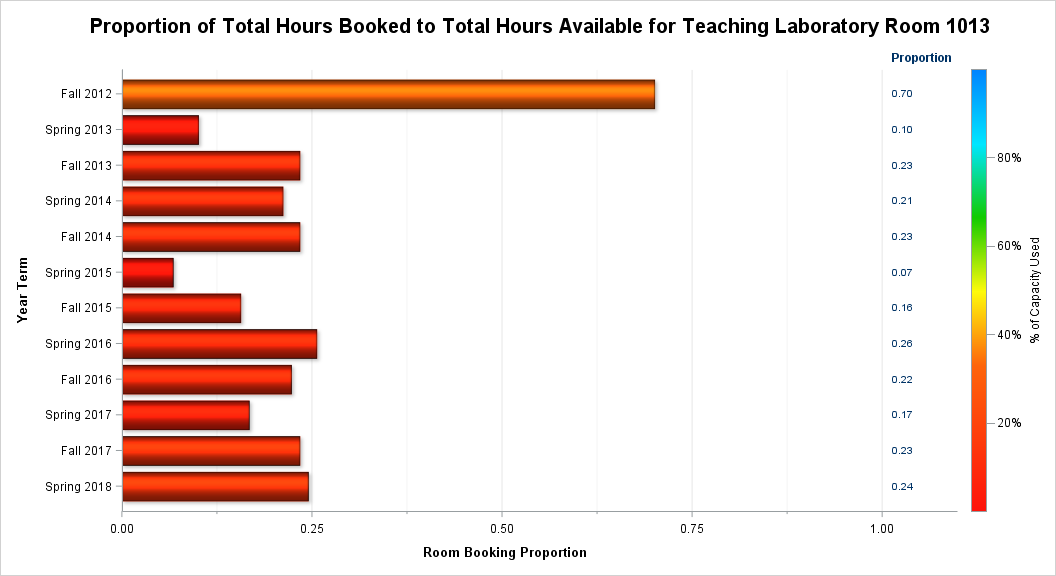 Proportion of Total Hours Booked to Total Hours Available for Teaching Laboratory Room 1013
Proportion
Fall 2012 0.70
Spring 2013 0.10
Fall 2013 0.23
Spring 2014 0.21
Fall 2014 0.23
Spring 2015 0.07
Fall 2015 0.16
Spring 2016 0.26
Fall 2016 0.22
Spring 2017 0.17
Fall 2017 0.23
Spring 2018 0.24
Year Term
0.00 0.25 0.50 0.75 1.00
Room Booking Proportion
80%
60%
40%
20%
% of Capacity Used